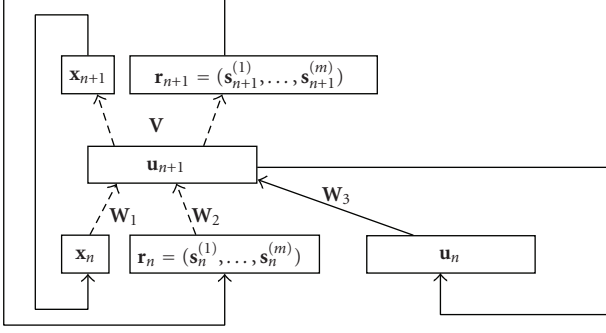 x_{n+1} r_{n+1} = (s_{n+1}^{(1)}, . . . , s_{n+1}^{(m)})
V
u_{n+1}
W_3
W_1 W_2
x_n r_n = (s_n^{(1)}, . . . , s_n^{(m)}) u_n